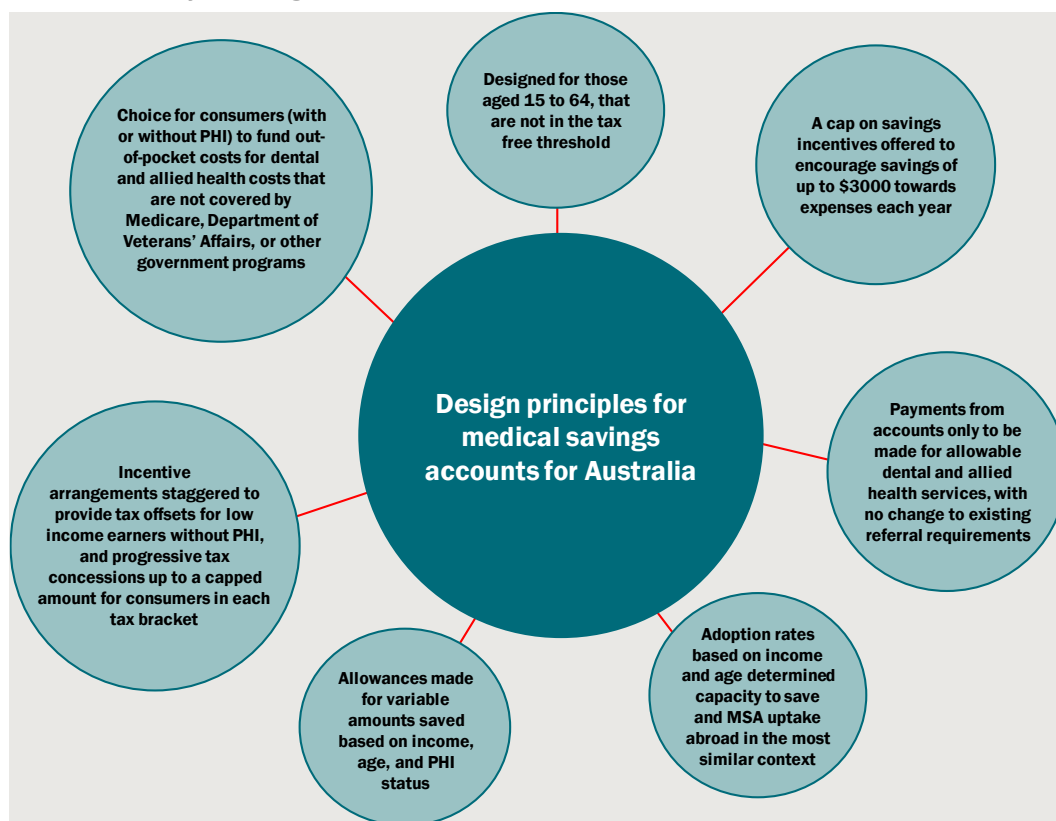 Designed for those
aged 15 to 64, that
are not in the tax
free threshold
A cap on savings
incentives offered to
encourage savings of
up to $3000 towards
expenses each year
Payments from
accounts only to be
made for allowable
dental and allied
health services, with
no change to existing
referral requirements
Adoption rates
based on income
and age determined
capacity to save
and MSA uptake
abroad in the most
similar context
Allowances made
for variable
amounts saved
based on income,
age, and PHI
status
Incentive
arrangements staggered to
provide tax offsets for low
income earners without PHI,
and progressive tax
concessions up to a capped
amount for consumers in each
tax bracket
Choice for consumers (with
or without PHI) to fund out-
of-pocket costs for dental
and allied health costs that
are not covered by
Medicare, Department of
Veterans’ Affairs, or other
government programs
Design principles for
medical savings
accounts for Australia